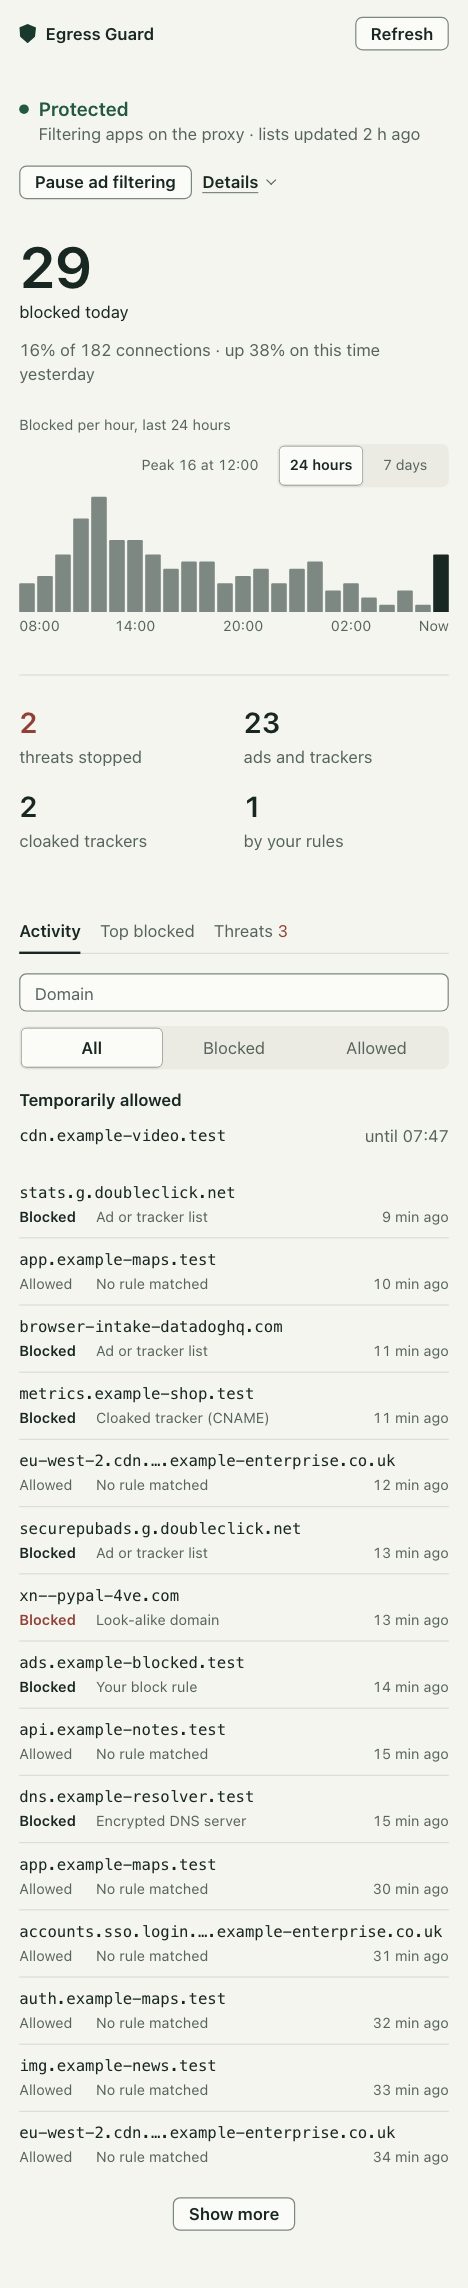 Egress Guard
Refresh
Protected
Filtering apps on the proxy · lists updated 2 h ago
Pause ad filtering
Details
29
blocked today
16% of 182 connections · up 38% on this time
yesterday
Blocked per hour, last 24 hours
Peak 16 at 12:00
24 hours
7 days
08:00
14:00
20:00
02:00
Now
2
threats stopped
23
ads and trackers
2
cloaked trackers
1
by your rules
Activity
Top blocked
Threats 3
Domain
All
Blocked
Allowed
Temporarily allowed
cdn.example-video.test
until 07:47
stats.g.doubleclick.net
Blocked Ad or tracker list 9 min ago
app.example-maps.test
Allowed No rule matched 10 min ago
browser-intake-datadoghq.com
Blocked Ad or tracker list 11 min ago
metrics.example-shop.test
Blocked Cloaked tracker (CNAME) 11 min ago
eu-west-2.cdn.….example-enterprise.co.uk
Allowed No rule matched 12 min ago
securepubads.g.doubleclick.net
Blocked Ad or tracker list 13 min ago
xn--pypal-4ve.com
Blocked Look-alike domain 13 min ago
ads.example-blocked.test
Blocked Your block rule 14 min ago
api.example-notes.test
Allowed No rule matched 15 min ago
dns.example-resolver.test
Blocked Encrypted DNS server 15 min ago
app.example-maps.test
Allowed No rule matched 30 min ago
accounts.sso.login.….example-enterprise.co.uk
Allowed No rule matched 31 min ago
auth.example-maps.test
Allowed No rule matched 32 min ago
img.example-news.test
Allowed No rule matched 33 min ago
eu-west-2.cdn.….example-enterprise.co.uk
Allowed No rule matched 34 min ago
Show more